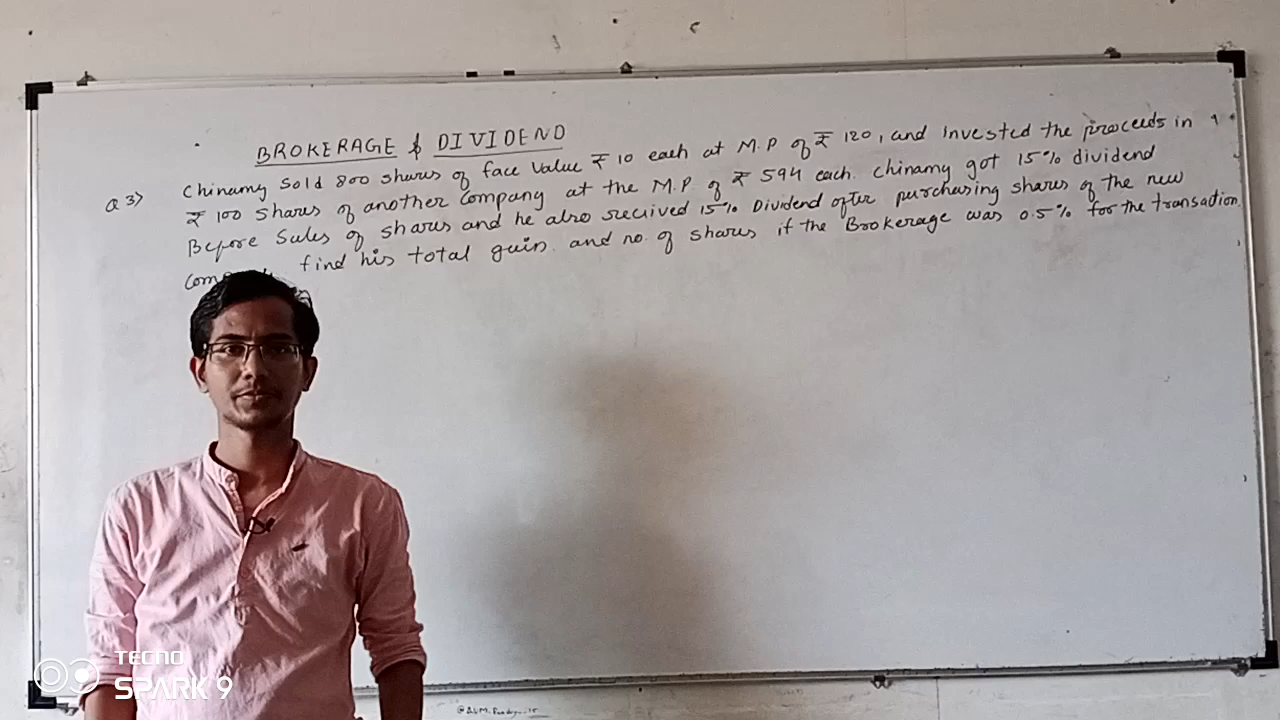 BROKERAGE & DIVIDEND
Q 3) Chinamy sold 800 shares of face Value ₹ 10 each at M.P of ₹ 120, and invested the proceeds in
₹ 100 shares of another company at the M.P of ₹ 594 each. Chinamy got 15% dividend
Before Sales of shares and he also recived 15% Dividend after purchasing shares of the new
find his total gain. and no. of shares if the Brokerage was 0.5% for the transaction.
TECNO
SPARK 9